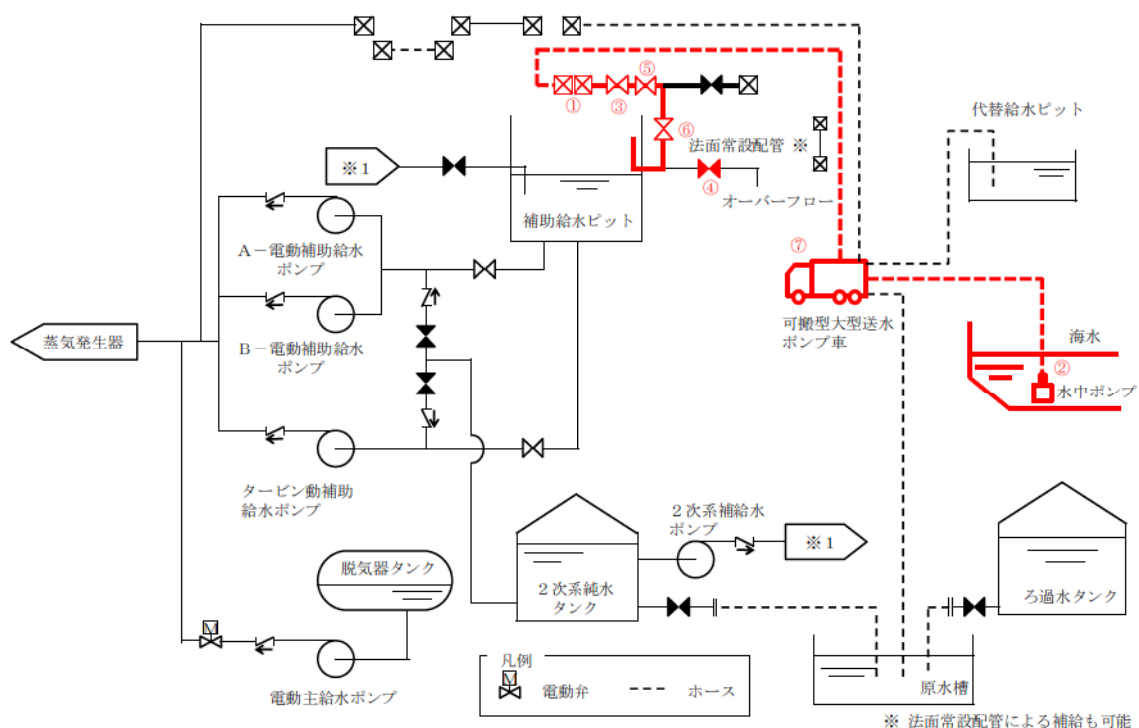 ⑤
①
③
⑥
代替給水ピット
法面常設配管 ※
※1
④
オーバーフロー
補助給水ピット
A－電動補助給水
ポンプ
⑦
可搬型大型送水
ポンプ車
海水
蒸気発生器
B－電動補助給水
ポンプ
②
水中ポンプ
タービン動補助
給水ポンプ
2次系補給水
ポンプ
※1
脱気器タンク
2次系純水
タンク
ろ過水タンク
M
電動主給水ポンプ
凡例
M
電動弁
ホース
原水槽
※ 法面常設配管による補給も可能